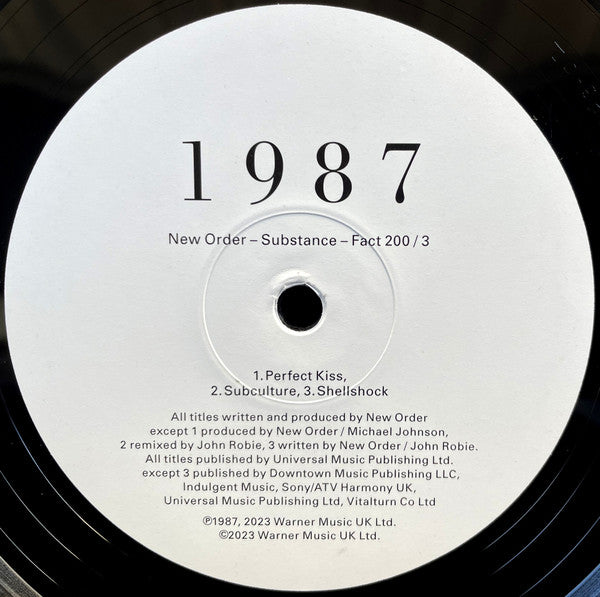 1987
New Order – Substance – Fact 200 / 3
1.Perfect Kiss,
2.Subculture, 3.Shellshock
All titles written and produced by New Order
except 1 produced by New Order / Michael Johnson,
2 remixed by John Robie, 3 written by New Order / John Robie.
All titles published by Universal Music Publishing Ltd.
except 3 published by Downtown Music Publishing LLC,
Indulgent Music, Sony/ATV Harmony UK,
Universal Music Publishing Ltd, Vitalturn Co Ltd
℗1987, 2023 Warner Music UK Ltd.
©2023 Warner Music UK Ltd.